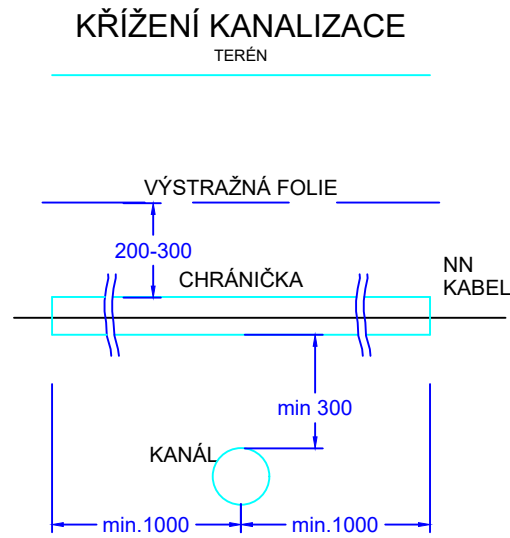 KŘÍŽENÍ KANALIZACE
TERÉN
VÝSTRAŽNÁ FOLIE
200-300
CHRÁNIČKA
NN
KABEL
min 300
KANÁL
min.1000
min.1000